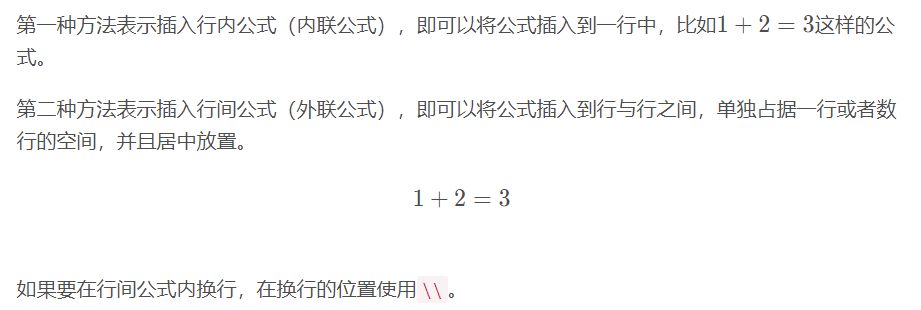 第一种方法表示插入行内公式（内联公式），即可以将公式插入到一行中，比如1 + 2 = 3这样的公
式。
第二种方法表示插入行间公式（外联公式），即可以将公式插入到行与行之间，单独占据一行或者数
行的空间，并且居中放置。
1 + 2 = 3
如果要在行间公式内换行，在换行的位置使用\\。